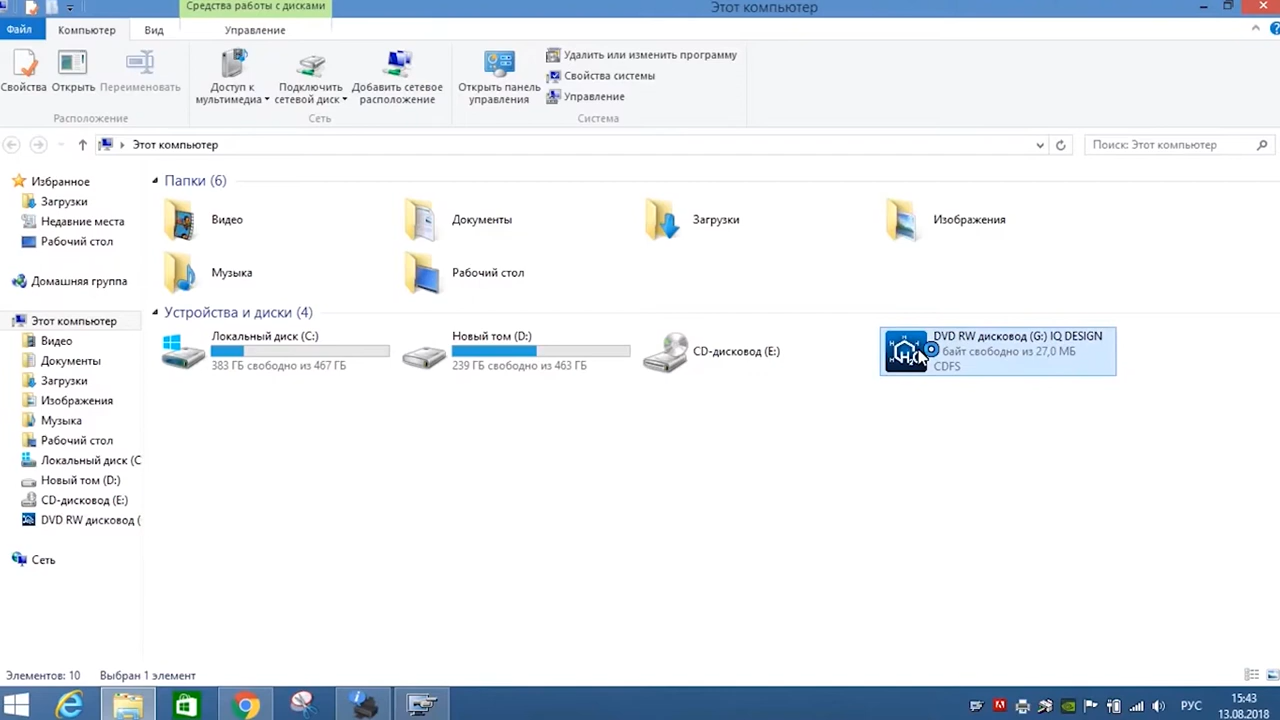 Средства работы с дисками
Этот компьютер
Файл
Компьютер
Вид
Управление
Свойства
Открыть
Переименовать
Доступ к
мультимедиа
Подключить
сетевой диск
Добавить сетевое
расположение
Открыть панель
управления
Удалить или изменить программу
Свойства системы
Управление
Расположение
Сеть
Система
Этот компьютер
Поиск: Этот компьютер
Избранное
Загрузки
Недавние места
Рабочий стол
Домашняя группа
Этот компьютер
Видео
Документы
Загрузки
Изображения
Музыка
Рабочий стол
Локальный диск (C
Новый том (D:)
CD-дисковод (E:)
DVD RW дисковод (
Сеть
Папки (6)
Видео
Документы
Загрузки
Изображения
Музыка
Рабочий стол
Устройства и диски (4)
Локальный диск (C:)
383 ГБ свободно из 467 ГБ
Новый том (D:)
239 ГБ свободно из 463 ГБ
CD-дисковод (E:)
DVD RW дисковод (G:) IQ DESIGN
байт свободно из 27,0 МБ
CDFS
Элементов: 10
Выбран 1 элемент
РУС
15:43
13.08.2018